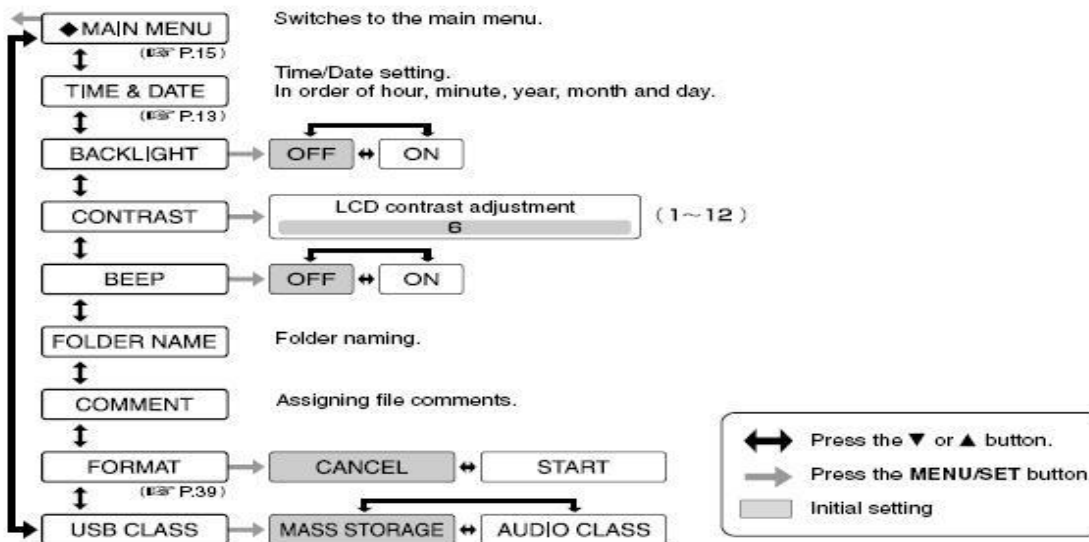 ◆MAIN MENU
Switches to the main menu.
(☞ P.15)
TIME & DATE
Time/Date setting.
In order of hour, minute, year, month and day.
(☞ P.13)
BACKLIGHT
OFF
ON
CONTRAST
LCD contrast adjustment
6
(1~12)
BEEP
OFF
ON
FOLDER NAME
Folder naming.
COMMENT
Assigning file comments.
FORMAT
CANCEL
START
(☞ P.39)
USB CLASS
MASS STORAGE
AUDIO CLASS
Press the ▼ or ▲ button.
Press the MENU/SET button
Initial setting